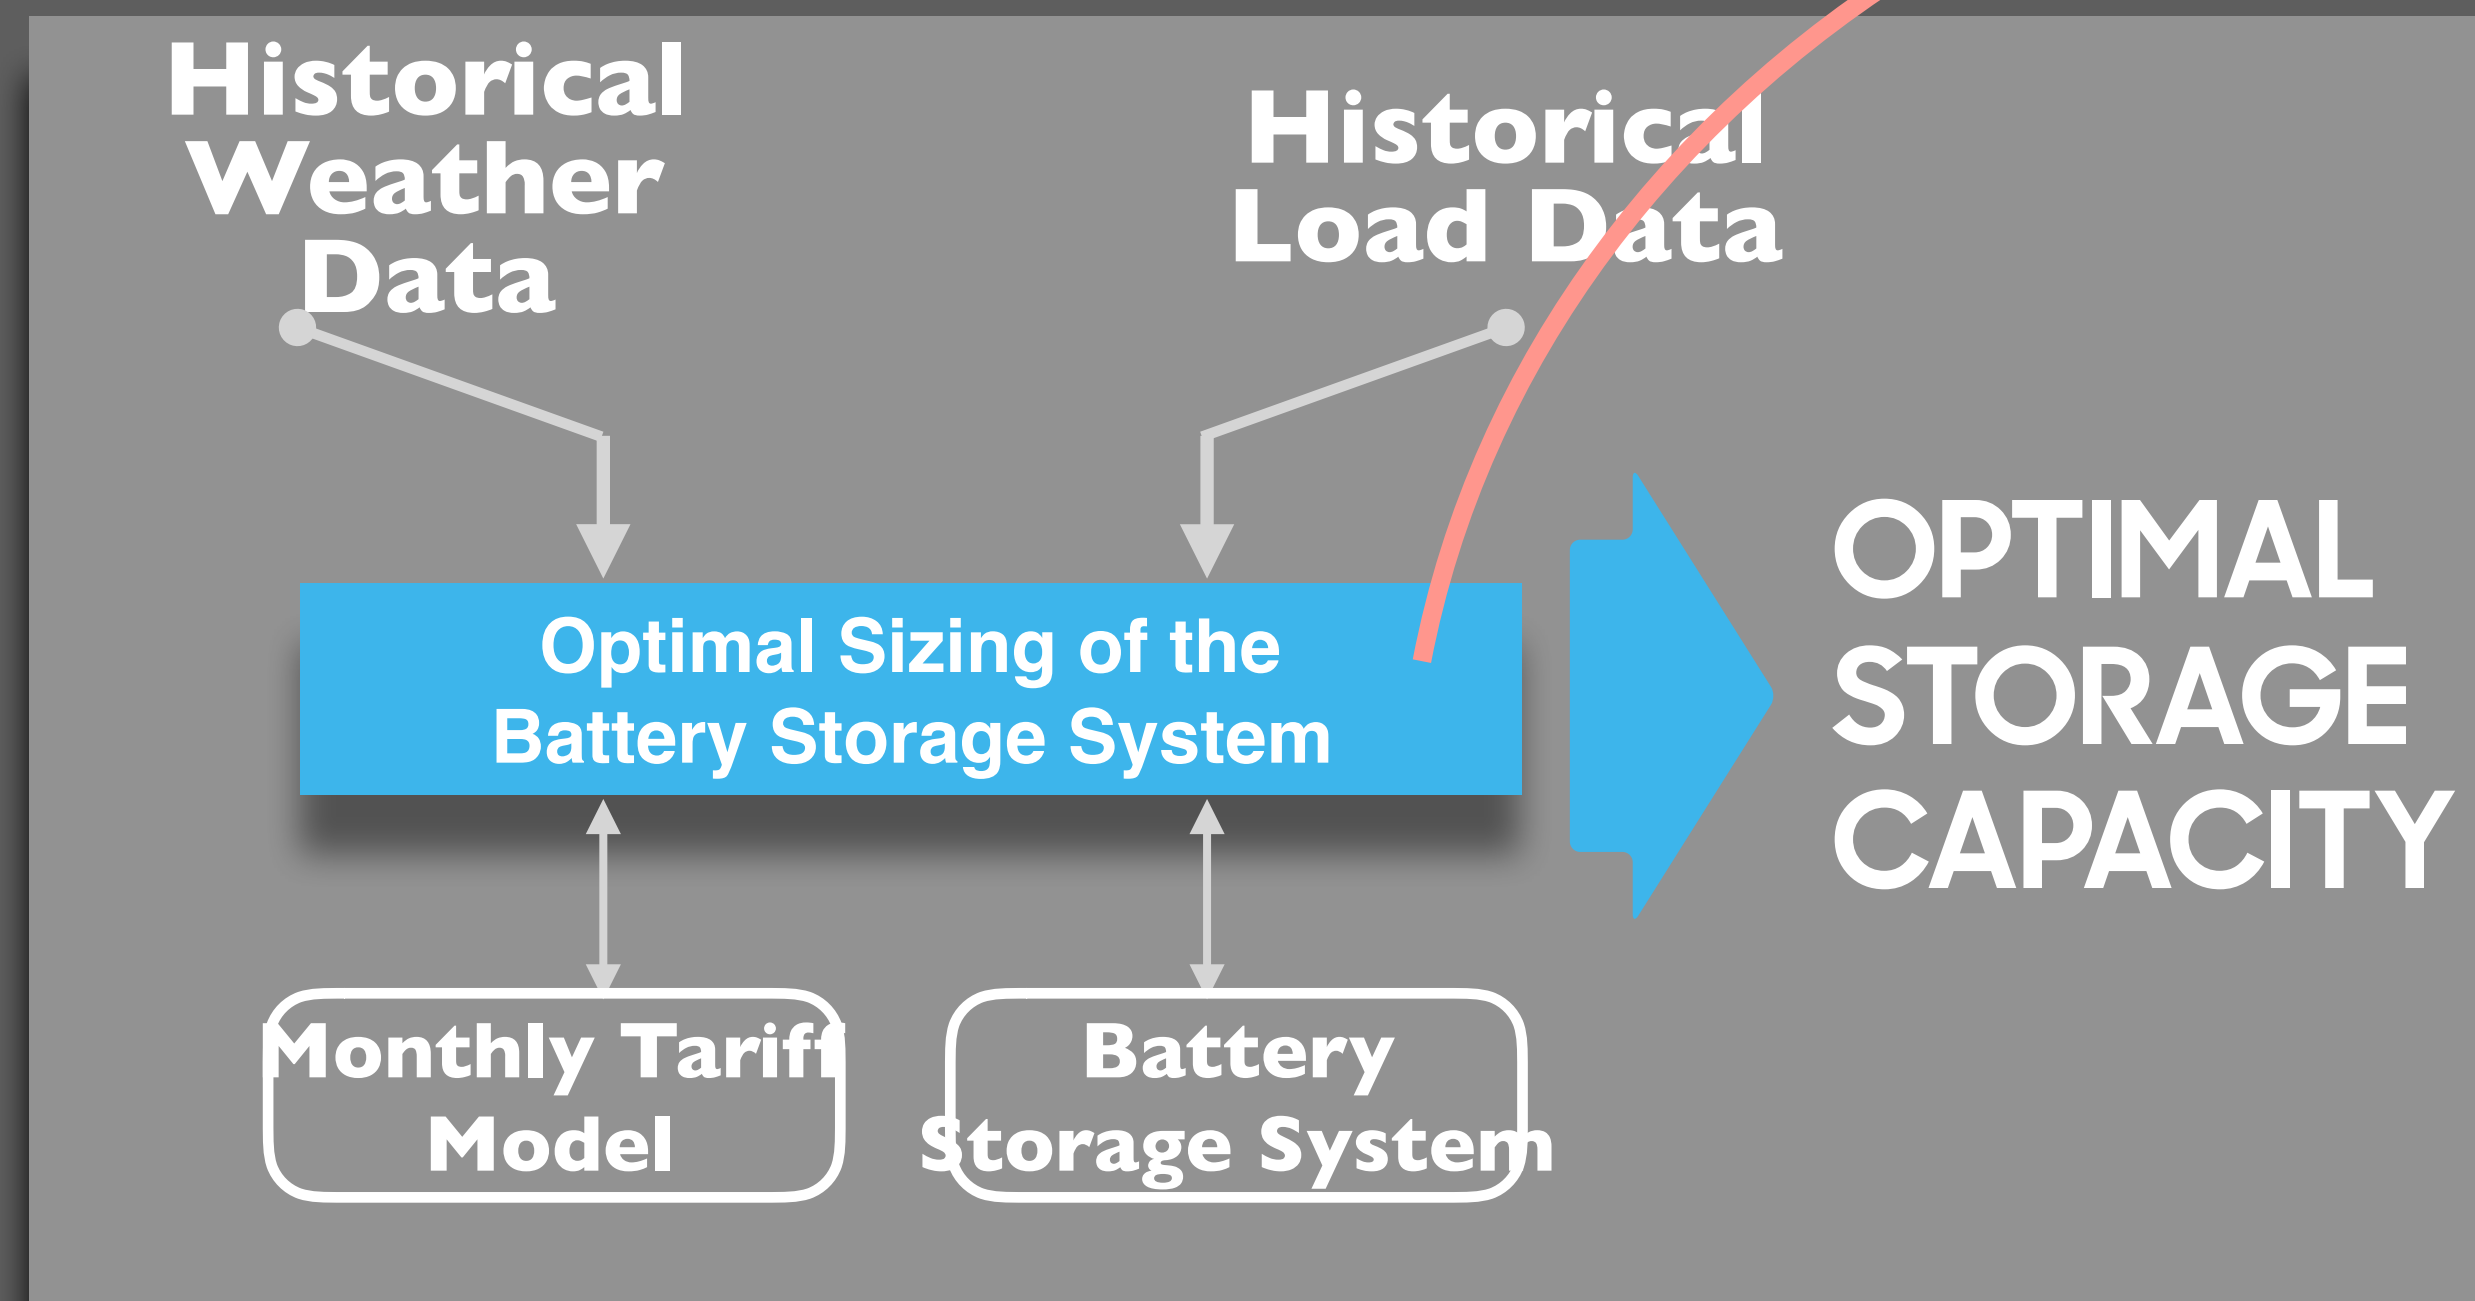 Historical
Weather
Data
Historical
Load Data
Optimal Sizing of the
Battery Storage System
OPTIMAL
STORAGE
CAPACITY
Monthly Tariff
Model
Battery
Storage System